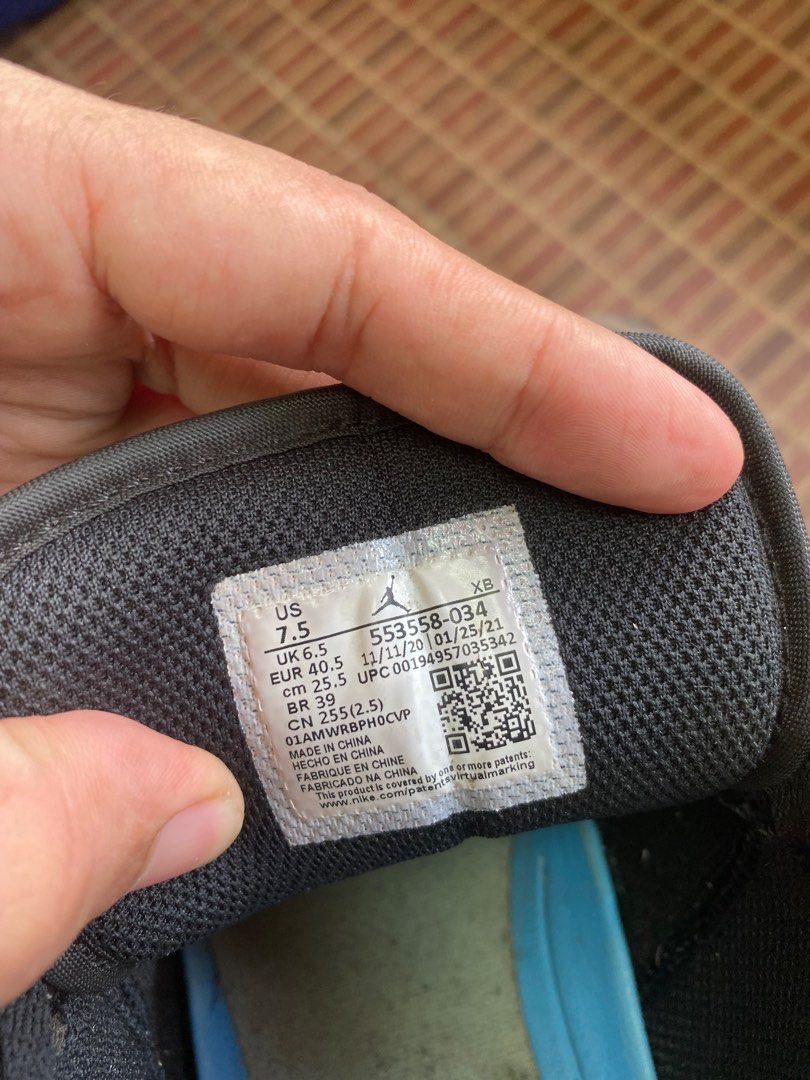 US
XB
7.5
553558-034
UK 6.5
11/11/20 | 01/25/21
EUR 40.5
UPC 00194957035342
cm 25.5
BR 39
CN 255(2.5)
01AMWRBPH0CVP
MADE IN CHINA
HECHO EN CHINA
FABRIQUE EN CHINE
FABRICADO NA CHINA
This product is covered by one or more patents:
www.nike.com/patentsvirtualmarking